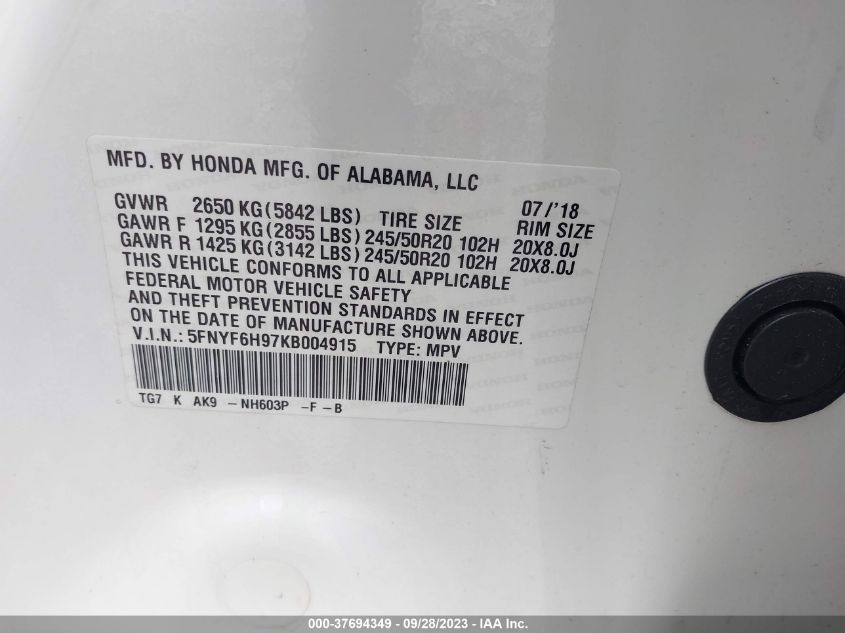 MFD. BY HONDA MFG. OF ALABAMA, LLC
07/'18
GVWR 2650 KG(5842 LBS) TIRE SIZE RIM SIZE
GAWR F 1295 KG(2855 LBS) 245/50R20 102H 20X8.0J
GAWR R 1425 KG(3142 LBS) 245/50R20 102H 20X8.0J
THIS VEHICLE CONFORMS TO ALL APPLICABLE
FEDERAL MOTOR VEHICLE SAFETY
AND THEFT PREVENTION STANDARDS IN EFFECT
ON THE DATE OF MANUFACTURE SHOWN ABOVE.
V.I.N.: 5FNYF6H97KB004915 TYPE: MPV
TG7 K AK9 -NH603P -F-B
000-37694349 - 09/28/2023 - IAA Inc.